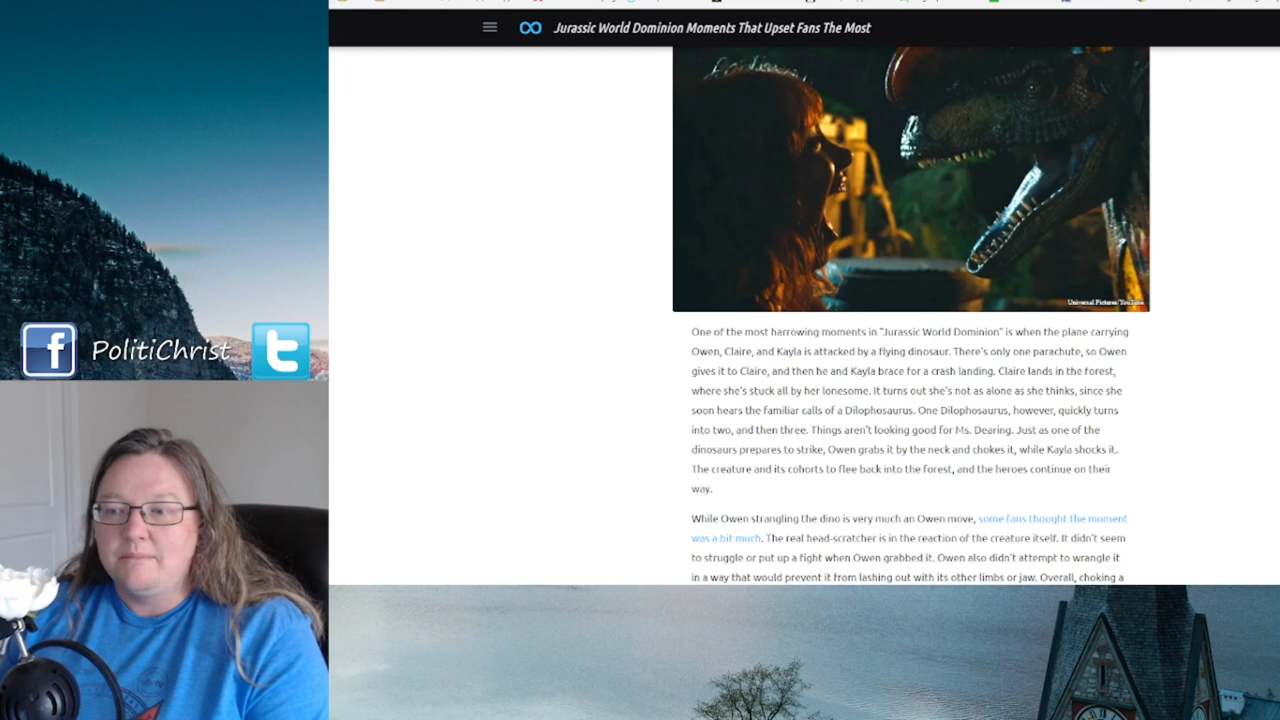 Jurassic World Dominion Moments That Upset Fans The Most
Universal Pictures/YouTube
One of the most harrowing moments in "Jurassic World Dominion" is when the plane carrying
Owen, Claire, and Kayla is attacked by a flying dinosaur. There's only one parachute, so Owen
gives it to Claire, and then he and Kayla brace for a crash landing. Claire lands in the forest,
where she's stuck all by her lonesome. It turns out she's not as alone as she thinks, since she
soon hears the familiar calls of a Dilophosaurus. One Dilophosaurus, however, quickly turns
into two, and then three. Things aren't looking good for Ms. Dearing. Just as one of the
dinosaurs prepares to strike, Owen grabs it by the neck and chokes it, while Kayla shocks it.
The creature and its cohorts to flee back into the forest, and the heroes continue on their
way.
While Owen strangling the dino is very much an Owen move, some fans thought the moment
was a bit much. The real head-scratcher is in the reaction of the creature itself. It didn't seem
to struggle or put up a fight when Owen grabbed it. Owen also didn't attempt to wrangle it
in a way that would prevent it from lashing out with its other limbs or jaw. Overall, choking a
PolitiChrist